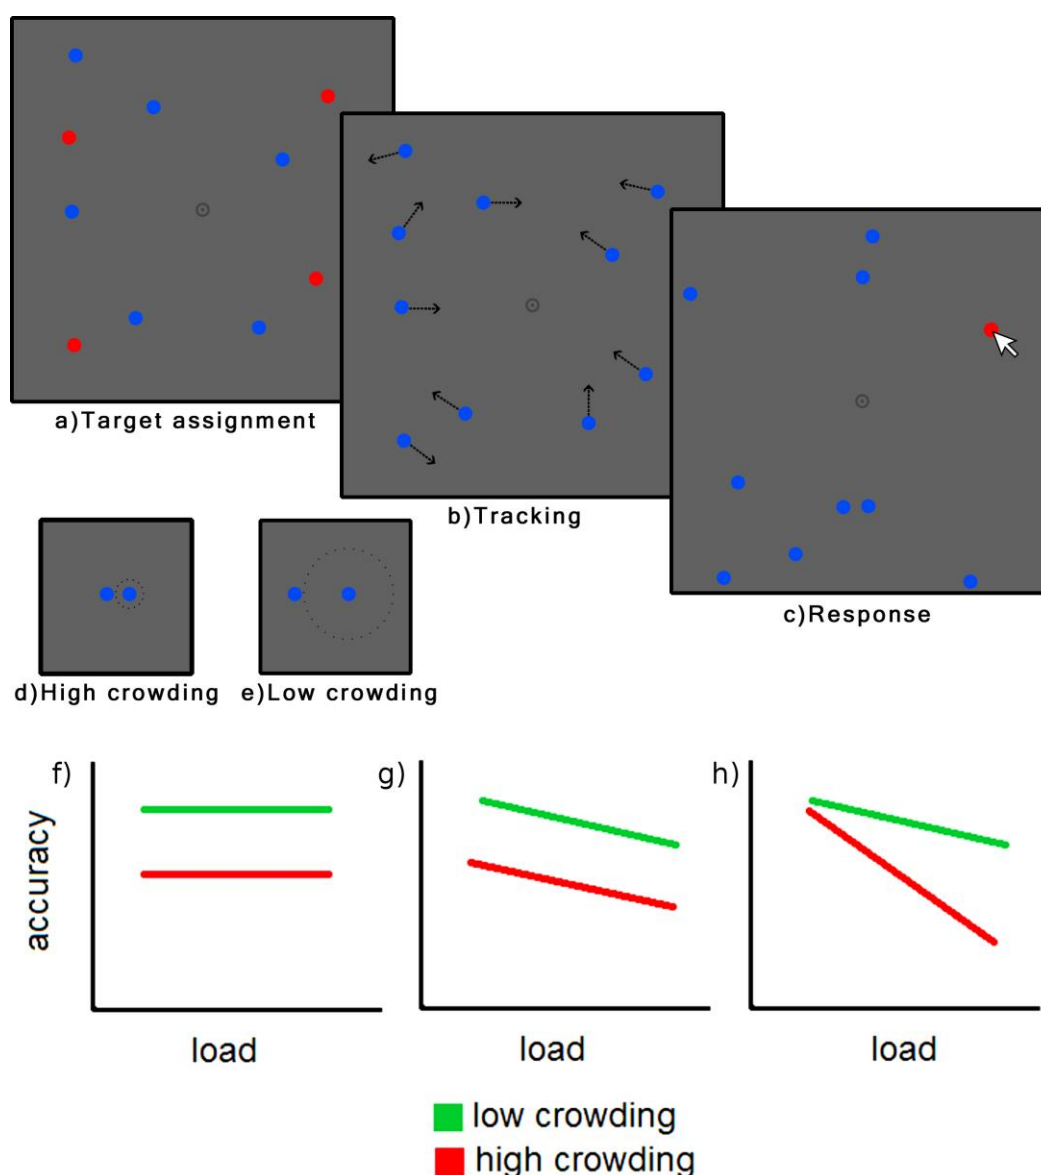 a)Target assignment
b)Tracking
c)Response
d)High crowding
e)Low crowding
f)
g)
h)
accuracy
load
load
load
low crowding
high crowding